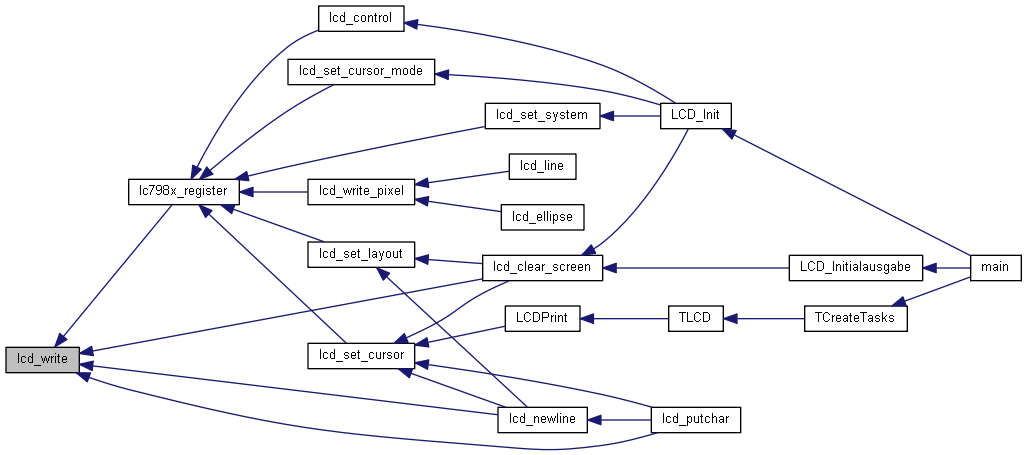 lcd_control
lcd_set_cursor_mode
lcd_set_system
LCD_Init
lcd_line
lc798x_register
lcd_write_pixel
lcd_ellipse
lcd_set_layout
lcd_clear_screen
LCD_Initialausgabe
main
LCDPrint
TLCD
TCreateTasks
lcd_write
lcd_set_cursor
lcd_newline
lcd_putchar